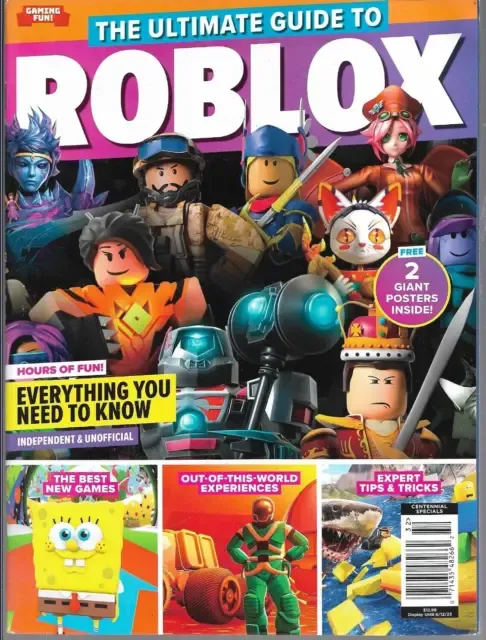 GAMING
FUN!
THE ULTIMATE GUIDE TO
ROBLOX
FREE
2
GIANT
POSTERS
INSIDE!
HOURS OF FUN!
EVERYTHING YOU
NEED TO KNOW
INDEPENDENT & UNOFFICIAL
THE BEST
NEW GAMES
OUT-OF-THIS-WORLD
EXPERIENCES
EXPERT
TIPS & TRICKS
CENTENNIAL
SPECIALS